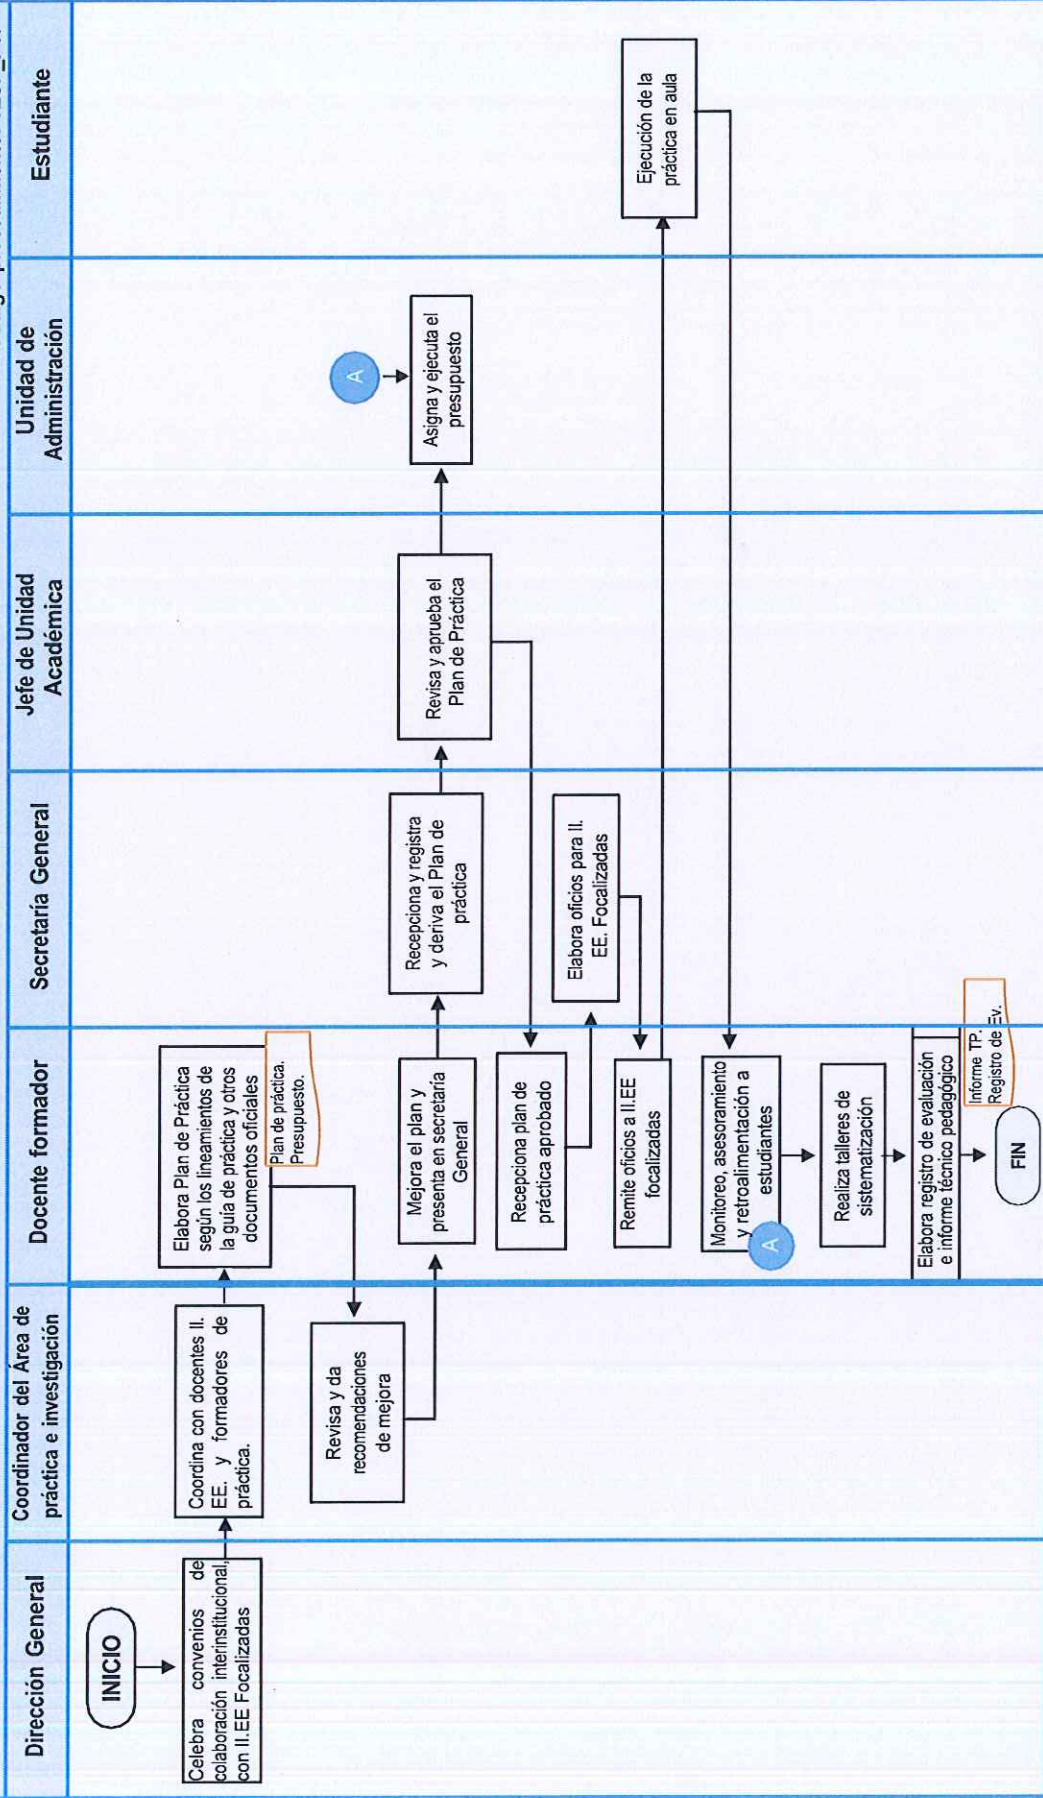 Dirección General
Coordinador del Área de
práctica e investigación
Docente formador
Secretaría General
Jefe de Unidad
Académica
Unidad de
Administración
Estudiante
INICIO
Celebra convenios de
colaboración interinstitucional,
con II.EE Focalizadas
Coordina con docentes II.
EE. y formadores de
práctica.
Elabora Plan de Práctica
según los lineamientos de
la guía de práctica y otros
documentos oficiales
Plan de práctica.
Presupuesto.
Revisa y da
recomendaciones
de mejora
Mejora el plan y
presenta en secretaría
General
Recepciona y registra
y deriva el Plan de
práctica
Revisa y aprueba el
Plan de Práctica
A
Asigna y ejecuta el
presupuesto
Recepciona plan de
práctica aprobado
Elabora oficios para II.
EE. Focalizadas
Remite oficios a II.EE
focalizadas
Ejecución de la
práctica en aula
Monitoreo, asesoramiento
y retroalimentación a
estudiantes
A
Realiza talleres de
sistematización
Elabora registro de evaluación
e informe técnico pedagógico
Informe TP.
Registro de Ev.
FIN